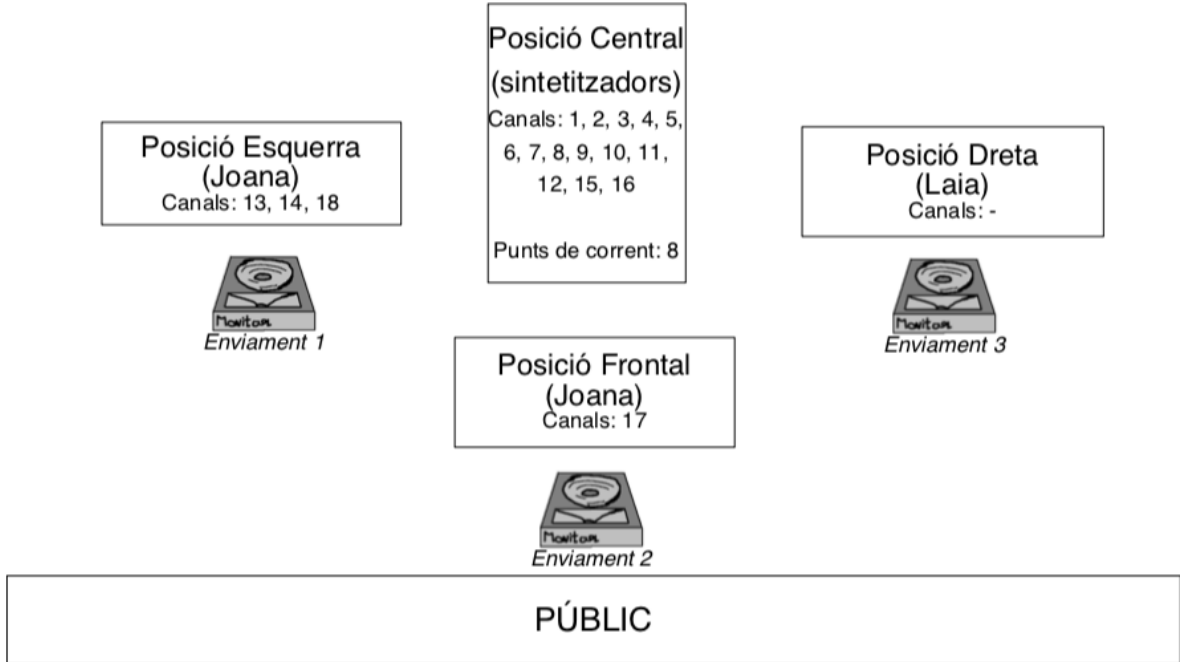 Posició Central
(sintetitzadors)
Canals: 1, 2, 3, 4, 5,
6, 7, 8, 9, 10, 11,
12, 15, 16
Punts de corrent: 8
Posició Esquerra
(Joana)
Canals: 13, 14, 18
Monitor
Enviament 1
Posició Dreta
(Laia)
Canals: -
Monitor
Enviament 3
Posició Frontal
(Joana)
Canals: 17
Monitor
Enviament 2
PÚBLIC